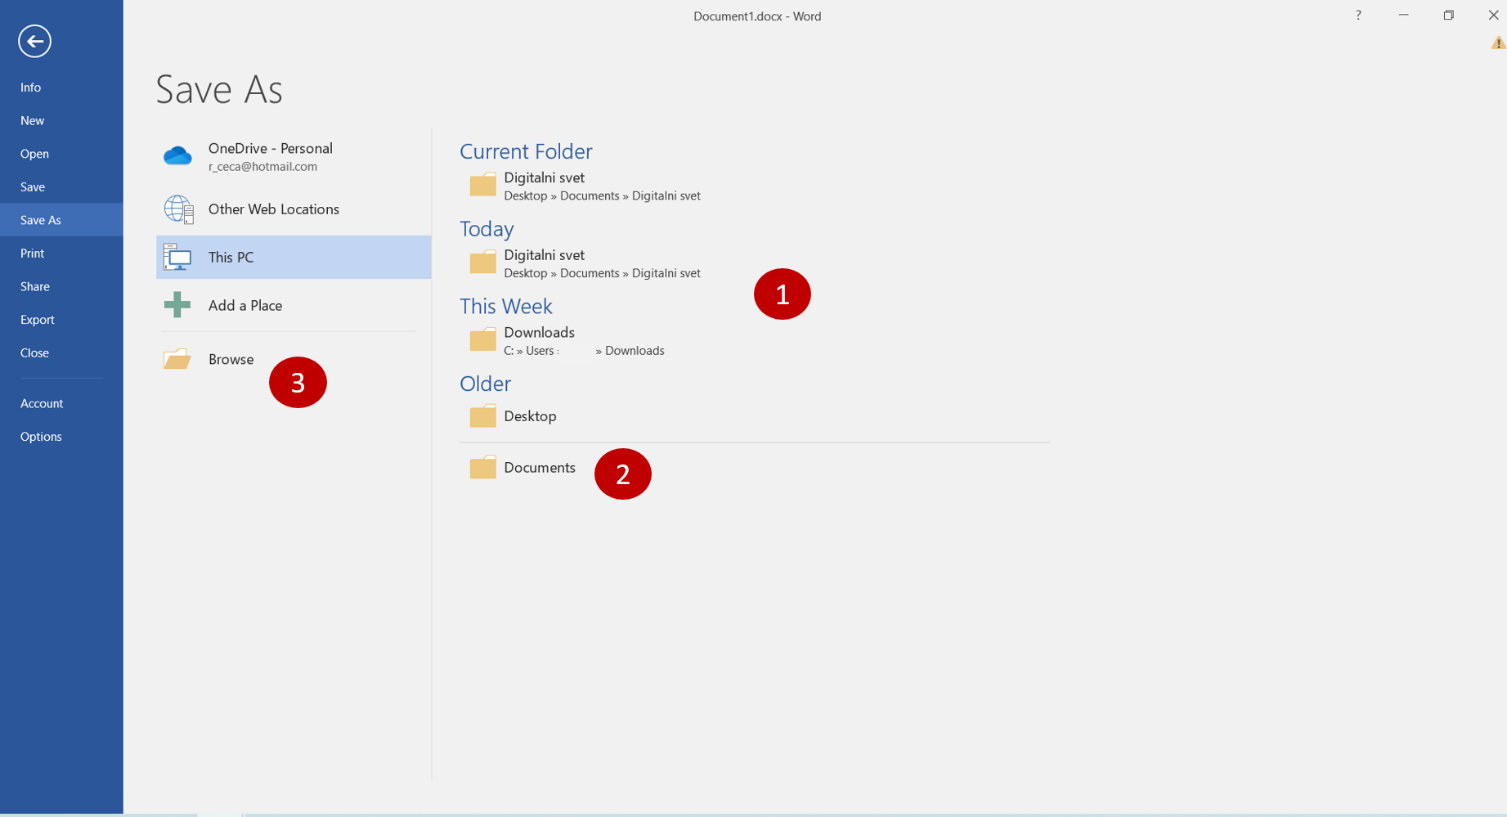 Document1.docx - Word
?
Save As
Info
New
Open
Save
Save As
Print
Share
Export
Close
Account
Options
OneDrive - Personal
r_ceca@hotmail.com
Other Web Locations
This PC
Add a Place
Browse
3
Current Folder
Digitalni svet
Desktop » Documents » Digitalni svet
Today
Digitalni svet
Desktop » Documents » Digitalni svet
1
This Week
Downloads
C: » Users » Downloads
Older
Desktop
Documents
2